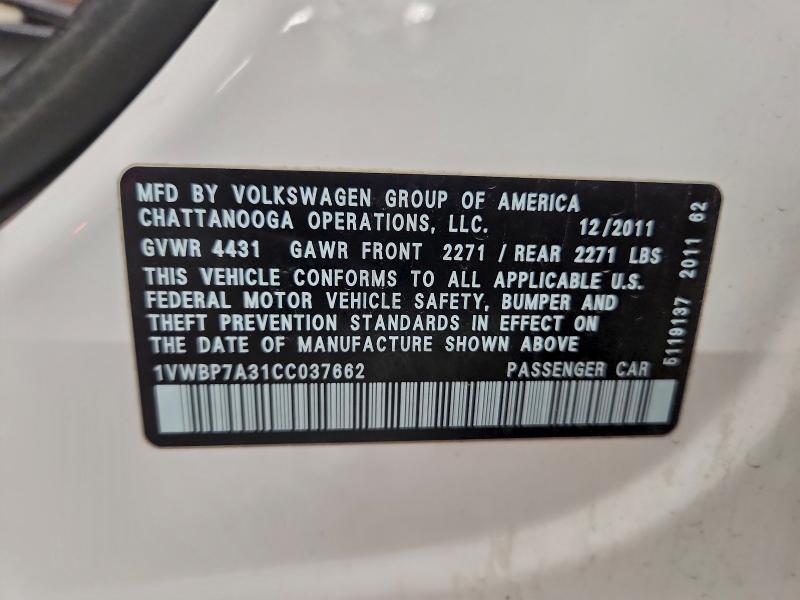 MFD BY VOLKSWAGEN GROUP OF AMERICA
CHATTANOOGA OPERATIONS, LLC. 12/2011
GVWR 4431 GAWR FRONT 2271 / REAR 2271 LBS
THIS VEHICLE CONFORMS TO ALL APPLICABLE U.S.
FEDERAL MOTOR VEHICLE SAFETY, BUMPER AND
THEFT PREVENTION STANDARDS IN EFFECT ON
THE DATE OF MANUFACTURE SHOWN ABOVE
1VWBP7A31CC037662 PASSENGER CAR
5119137 2011 62